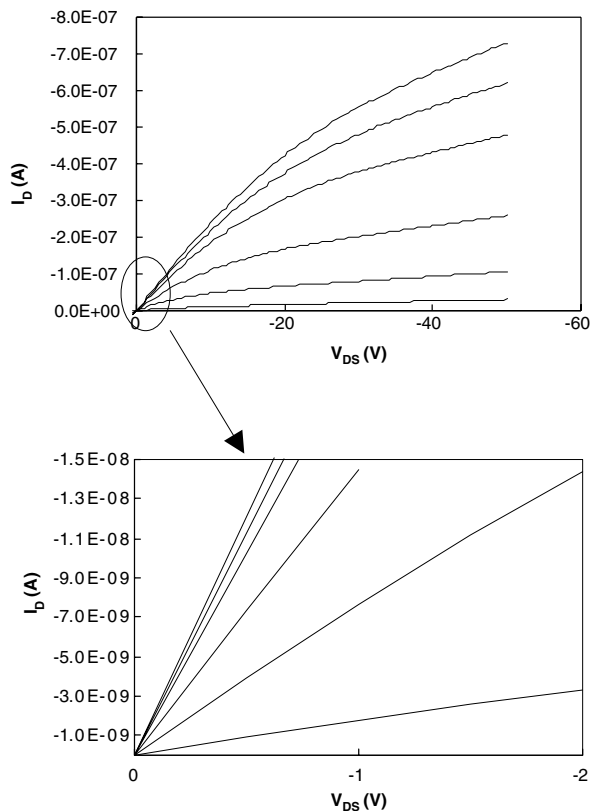 -8.0E-07
-7.0E-07
-6.0E-07
-5.0E-07
-4.0E-07
-3.0E-07
-2.0E-07
-1.0E-07
0.0E+00
I_D (A)
0 -20 -40 -60
V_DS (V)
-1.5E-08
-1.3E-08
-1.1E-08
-9.0E-09
-7.0E-09
-5.0E-09
-3.0E-09
-1.0E-09
I_D (A)
0 -1 -2
V_DS (V)